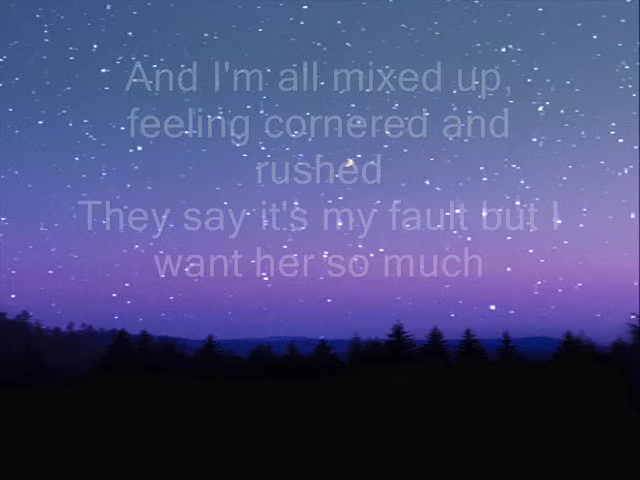 And I'm all mixed up,
feeling cornered and
rushed
They say it's my fault but I
want her so much